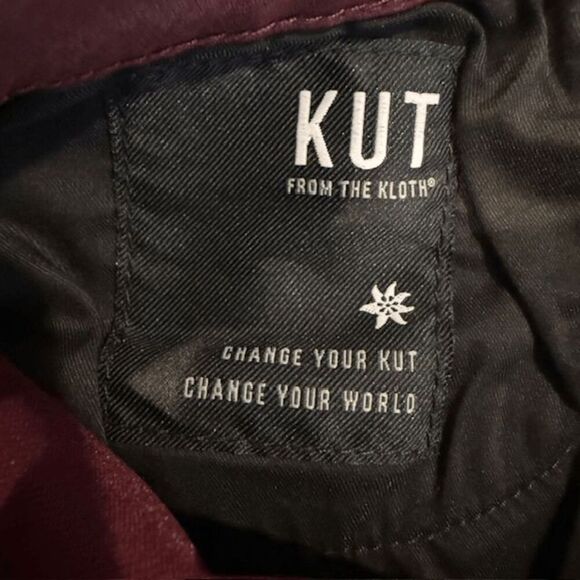 KUT
FROM THE KLOTH®
CHANGE YOUR KUT
CHANGE YOUR WORLD